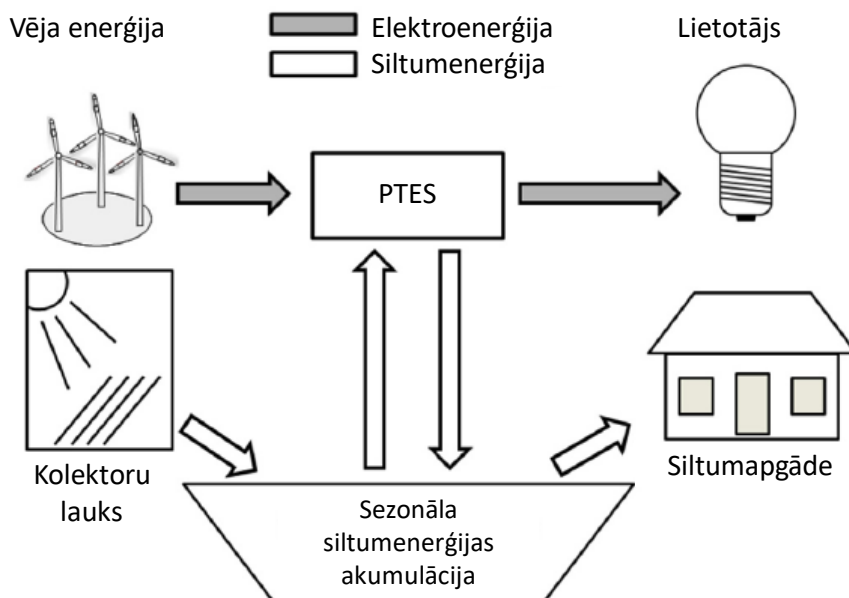 Vēja enerģija
Elektroenerģija
Siltumenerģija
Lietotājs
PTES
Kolektoru
lauks
Siltumapgāde
Sezonāla
siltumenerģijas
akumulācija